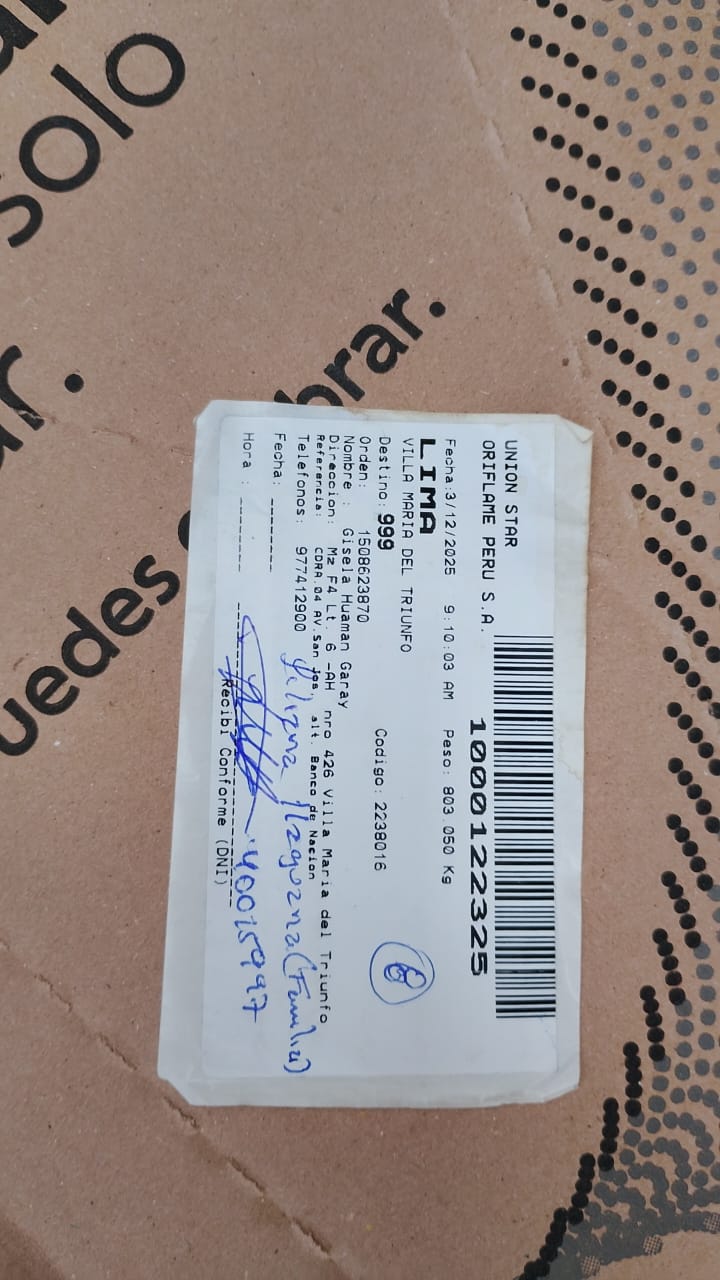 solo
ar.
brar.
uedes
UNION STAR
ORIFLAME PERU S.A.
1000122325
Fecha:3/12/2025 9:10:03 AM Peso: 803.050 Kg
LIMA
VILLA MARIA DEL TRIUNFO
Destino: 999 Codigo: 2238016
Orden: 1508623870
Nombre : Gisela Huaman Garay
Direccion: Mz F4 Lt. 6 -AH nro 426 Villa Maria del Triunfo
Referencia: CDRA.04 AV.San Jos, alt. Banco de Nacion
Telefonos: 977412900
Fecha: (Familia)
Hora : 40015997
Recibi Conforme (DNI)